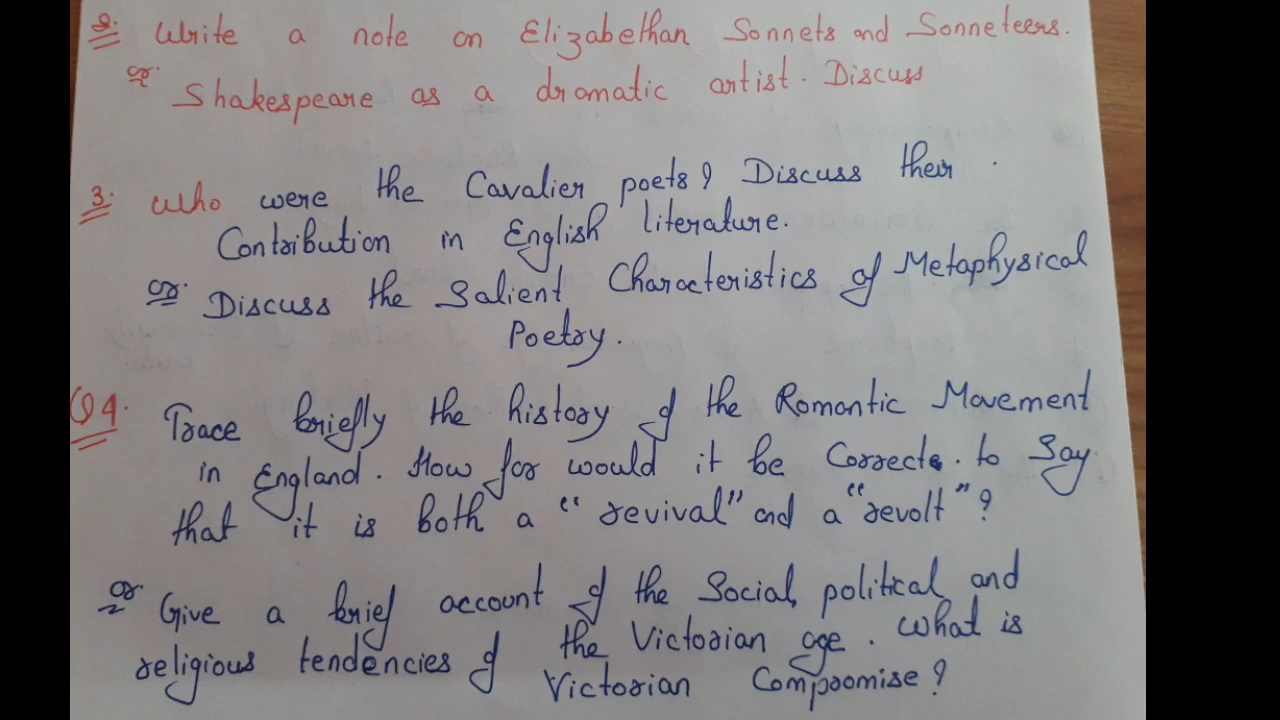 2. Write a note on Elizabethan Sonnets and Sonneteers.
or. Shakespeare as a dramatic artist. Discuss
3. Who were the Cavalier poets? Discuss their
Contribution in English literature.
or. Discuss the Salient Characteristics of Metaphysical
Poetry.
Q4. Trace briefly the history of the Romantic Movement
in England. How far would it be Correct. to Say
that it is both a "revival" and a "revolt"?
or. Give a brief account of the Social, political and
religious tendencies of the Victorian age. What is
Victorian Compromise?